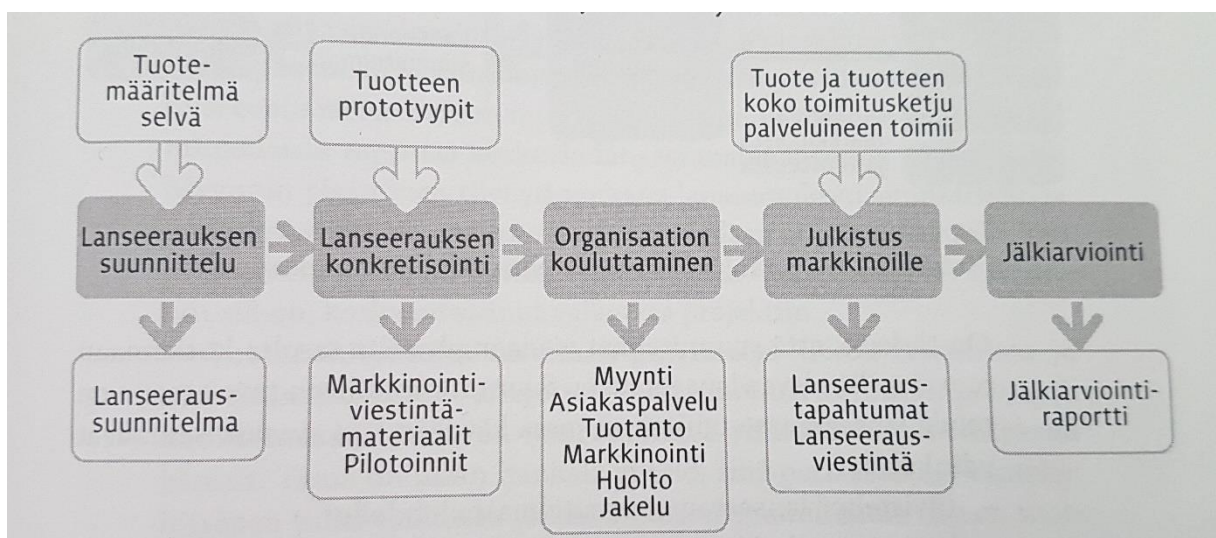 Tuote-
määritelmä
selvä
Tuotteen
prototyypit
Tuote ja tuotteen
koko toimitusketju
palveluineen toimii
Lanseerauksen
suunnittelu
Lanseerauksen
konkretisointi
Organisaation
kouluttaminen
Julkistus
markkinoille
Jälkiarviointi
Lanseeraus-
suunnitelma
Markkinointi-
viestintä-
materiaalit
Pilotoinnit
Myynti
Asiakaspalvelu
Tuotanto
Markkinointi
Huolto
Jakelu
Lanseeraus-
tapahtumat
Lanseeraus-
viestintä
Jälkiarviointi-
raportti